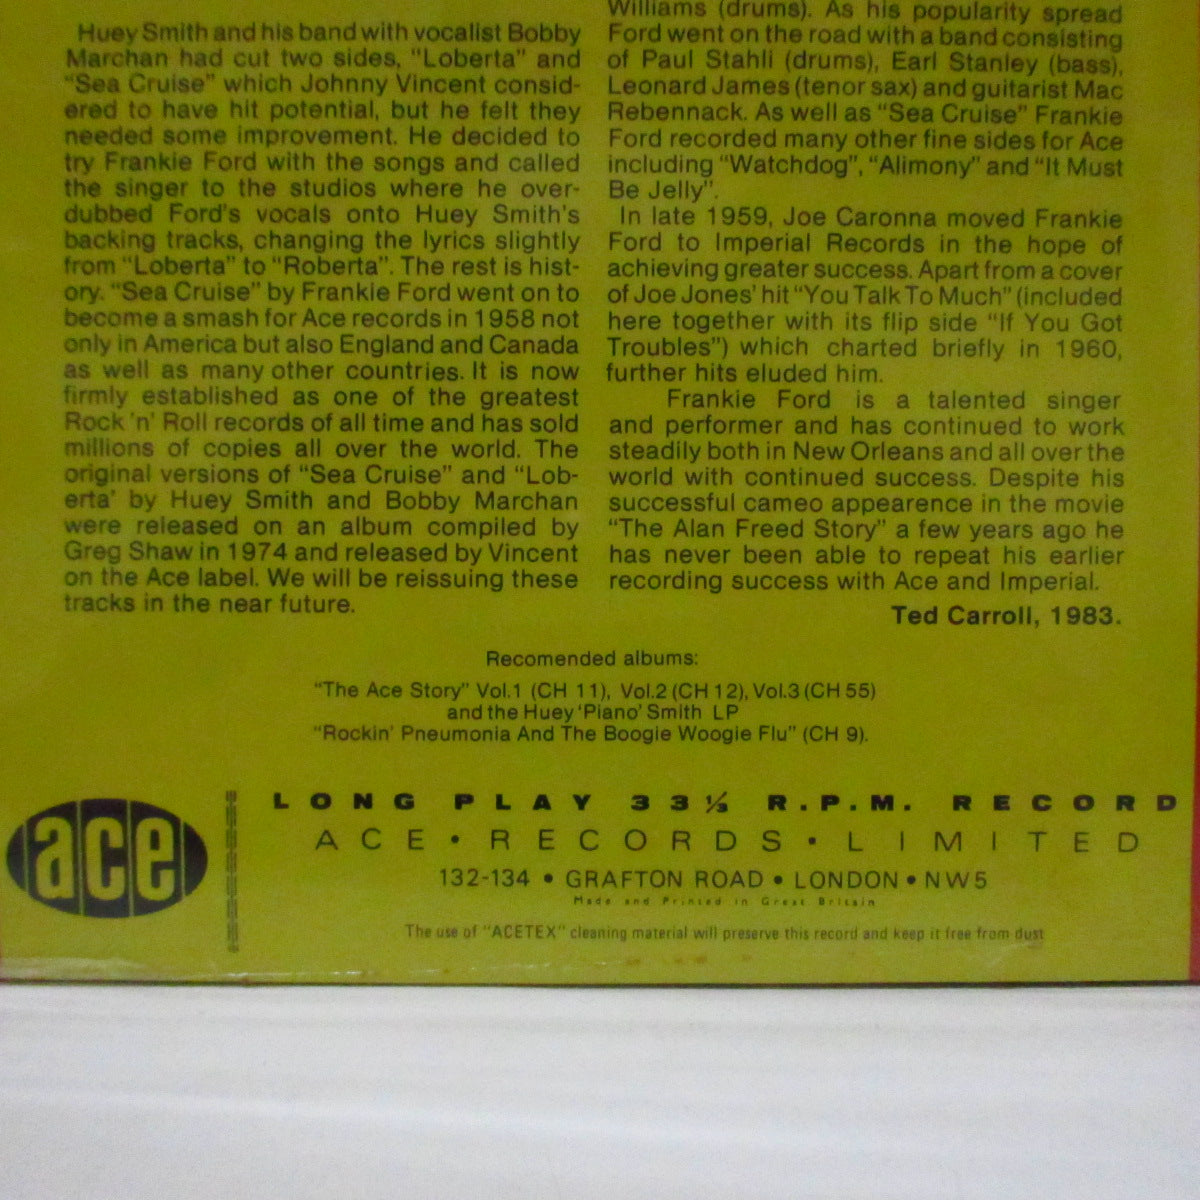 Huey Smith and his band with vocalist Bobby
Marchan had cut two sides, “Loberta” and
“Sea Cruise” which Johnny Vincent consid-
ered to have hit potential, but he felt they
needed some improvement. He decided to
try Frankie Ford with the songs and called
the singer to the studios where he over-
dubbed Ford’s vocals onto Huey Smith’s
backing tracks, changing the lyrics slightly
from “Loberta” to “Roberta”. The rest is hist-
ory. “Sea Cruise” by Frankie Ford went on to
become a smash for Ace records in 1958 not
only in America but also England and Canada
as well as many other countries. It is now
firmly established as one of the greatest
Rock ’n’ Roll records of all time and has sold
millions of copies all over the world. The
original versions of “Sea Cruise” and “Lob-
erta’ by Huey Smith and Bobby Marchan
were released on an album compiled by
Greg Shaw in 1974 and released by Vincent
on the Ace label. We will be reissuing these
tracks in the near future.
Williams (drums). As his popularity spread
Ford went on the road with a band consisting
of Paul Stahli (drums), Earl Stanley (bass),
Leonard James (tenor sax) and guitarist Mac
Rebennack. As well as “Sea Cruise” Frankie
Ford recorded many other fine sides for Ace
including “Watchdog”, “Alimony” and “It Must
Be Jelly”.
In late 1959, Joe Caronna moved Frankie
Ford to Imperial Records in the hope of
achieving greater success. Apart from a cover
of Joe Jones’ hit “You Talk To Much” (included
here together with its flip side “If You Got
Troubles”) which charted briefly in 1960,
further hits eluded him.
Frankie Ford is a talented singer
and performer and has continued to work
steadily both in New Orleans and all over the
world with continued success. Despite his
successful cameo appearence in the movie
“The Alan Freed Story” a few years ago he
has never been able to repeat his earlier
recording success with Ace and Imperial.
Ted Carroll, 1983.
Recomended albums:
“The Ace Story” Vol.1 (CH 11), Vol.2 (CH 12), Vol.3 (CH 55)
and the Huey ‘Piano’ Smith LP
“Rockin’ Pneumonia And The Boogie Woogie Flu” (CH 9).
ace
LONG PLAY 33⅓ R.P.M. RECORD
ACE • RECORDS • LIMITED
132-134 • GRAFTON ROAD • LONDON • NW5
Made and Printed in Great Britain
The use of “ACETEX” cleaning material will preserve this record and keep it free from dust